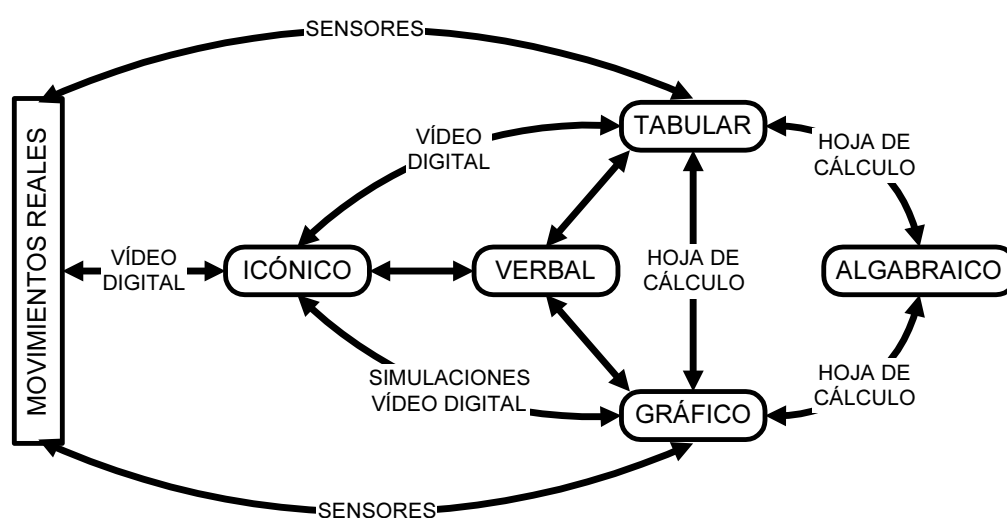 SENSORES
TABULAR
VÍDEO
DIGITAL
HOJA DE
CÁLCULO
MOVIMIENTOS REALES
VÍDEO
DIGITAL
ICÓNICO
VERBAL
HOJA DE
CÁLCULO
ALGABRAICO
SIMULACIONES
VÍDEO DIGITAL
HOJA DE
CÁLCULO
GRÁFICO
SENSORES